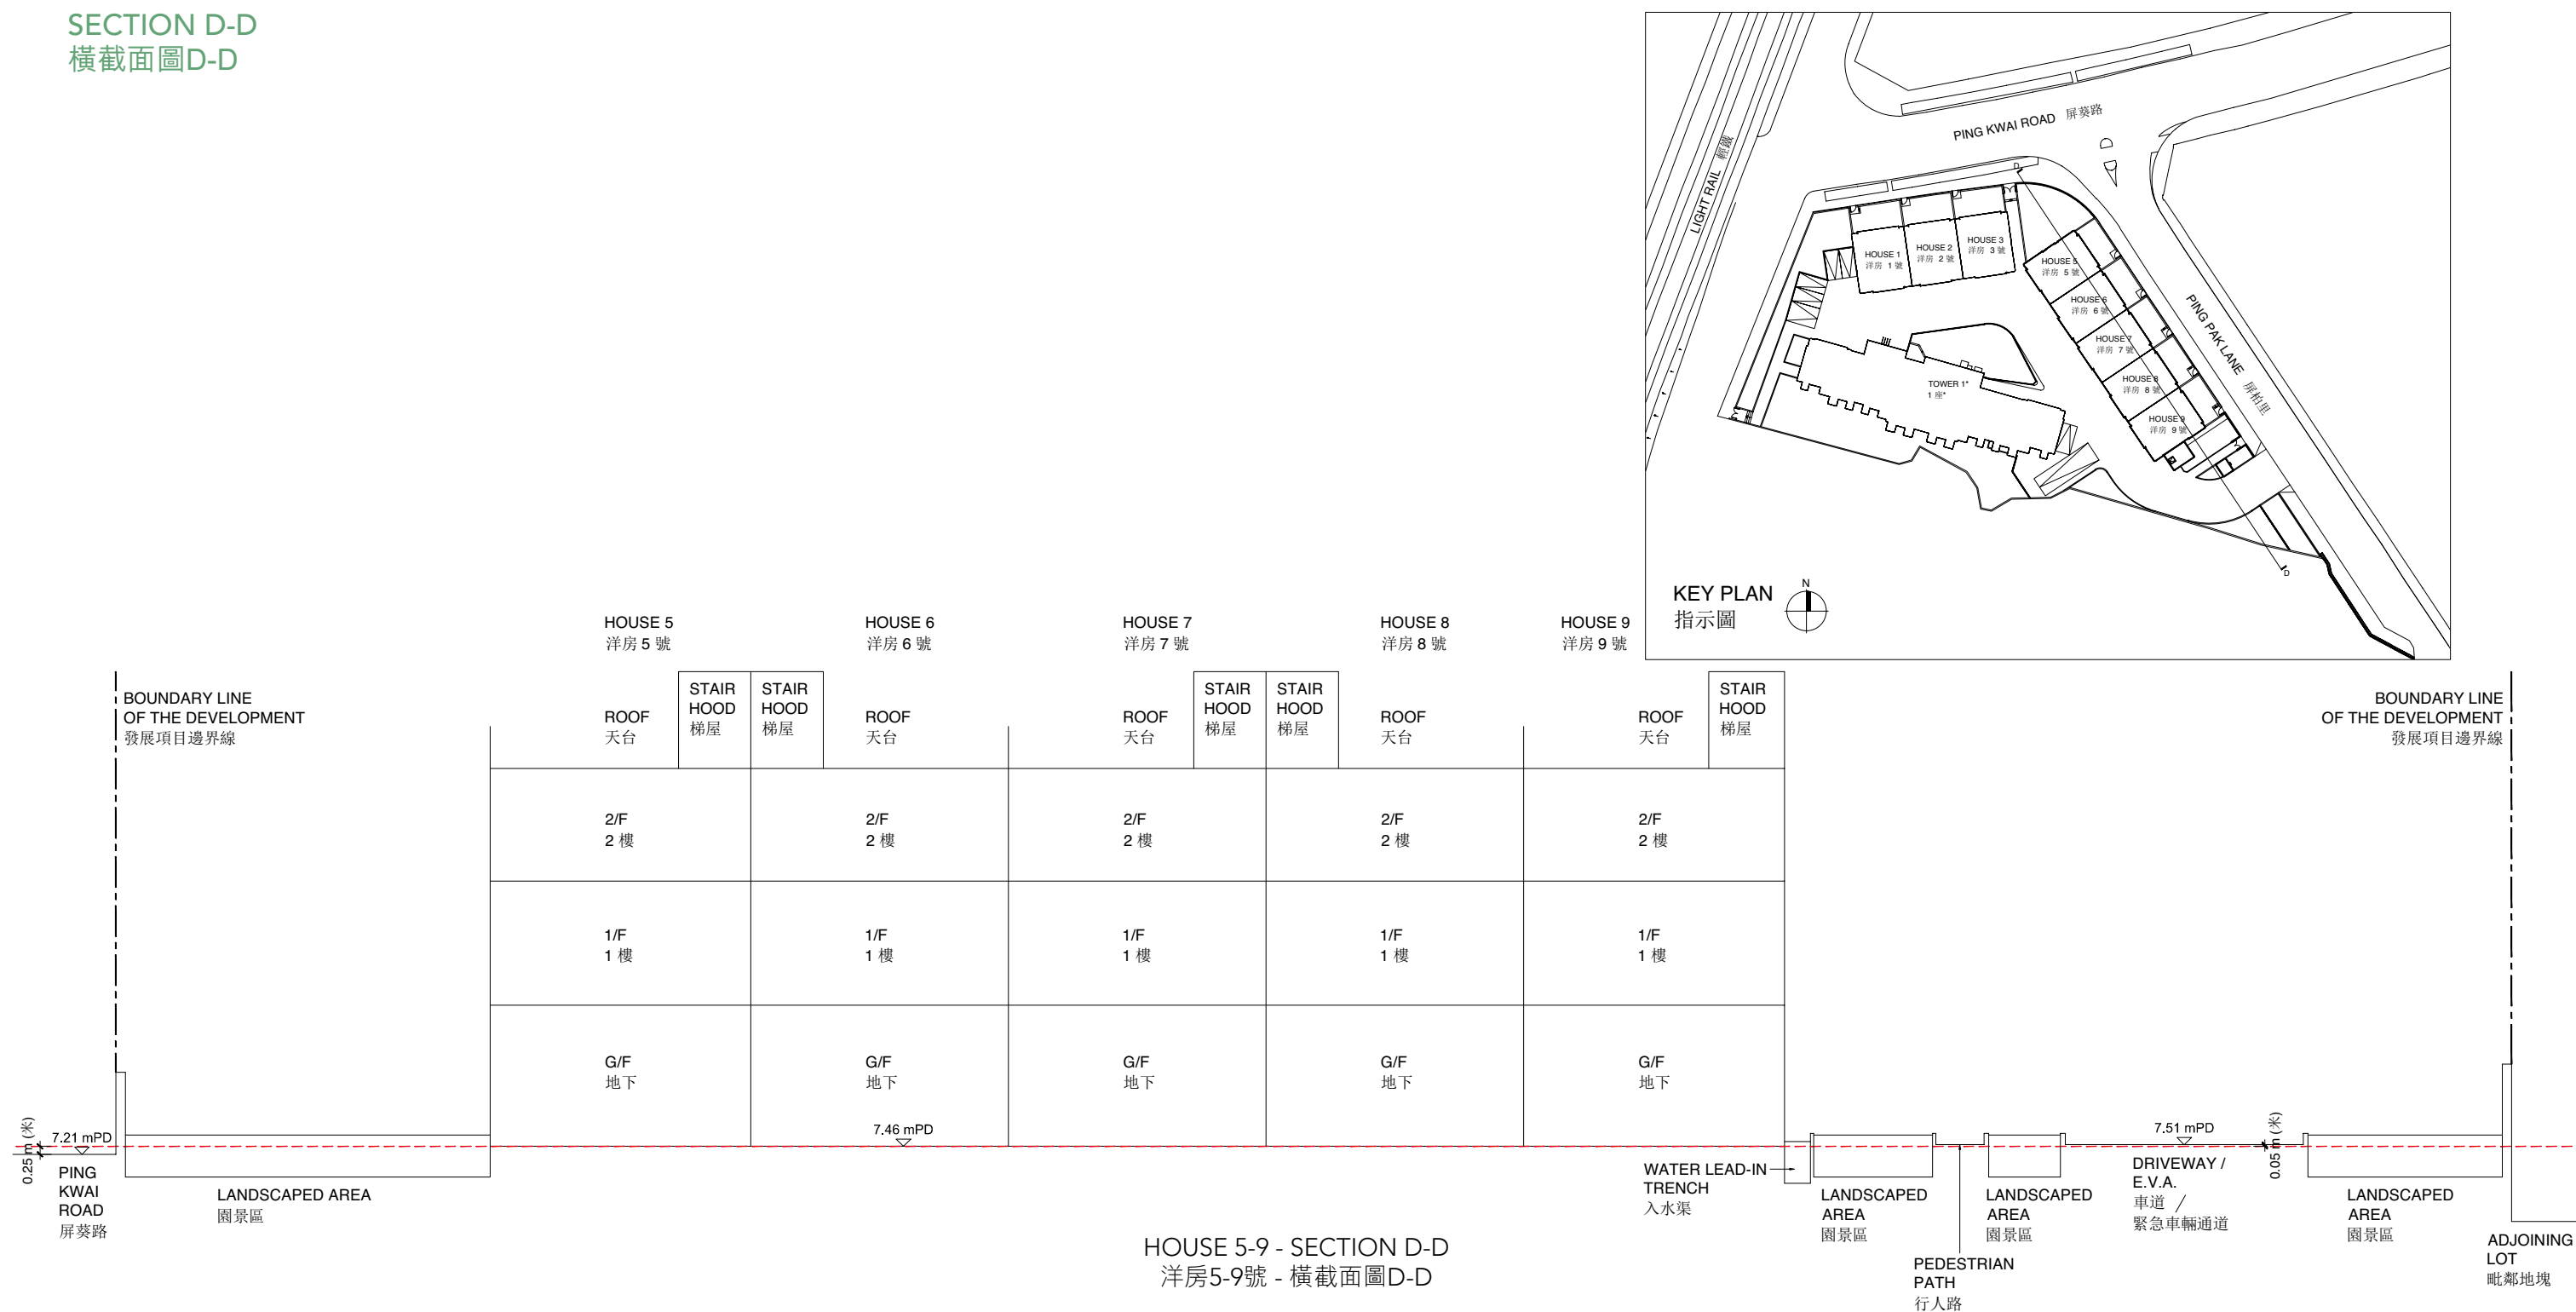 SECTION D-D
橫截面圖D-D
PING KWAI ROAD 屏葵路
LIGHT RAIL 輕鐵
D
HOUSE 1
洋房 1 號
HOUSE 2
洋房 2 號
HOUSE 3
洋房 3 號
HOUSE 5
洋房 5 號
HOUSE 6
洋房 6 號
HOUSE 7
洋房 7 號
HOUSE 8
洋房 8 號
HOUSE 9
洋房 9 號
PING PAK LANE 屏柏里
TOWER 1*
1 座*
D
KEY PLAN
指示圖
N
HOUSE 5
洋房 5 號
HOUSE 6
洋房 6 號
HOUSE 7
洋房 7 號
HOUSE 8
洋房 8 號
HOUSE 9
洋房 9 號
BOUNDARY LINE
OF THE DEVELOPMENT
發展項目邊界線
ROOF
天台
STAIR
HOOD
梯屋
STAIR
HOOD
梯屋
ROOF
天台
ROOF
天台
STAIR
HOOD
梯屋
STAIR
HOOD
梯屋
ROOF
天台
ROOF
天台
STAIR
HOOD
梯屋
BOUNDARY LINE
OF THE DEVELOPMENT
發展項目邊界線
2/F
2 樓
2/F
2 樓
2/F
2 樓
2/F
2 樓
2/F
2 樓
1/F
1 樓
1/F
1 樓
1/F
1 樓
1/F
1 樓
1/F
1 樓
G/F
地下
G/F
地下
G/F
地下
G/F
地下
G/F
地下
0.25 m (米)
7.21 mPD
7.46 mPD
7.51 mPD
0.05 m (米)
PING
KWAI
ROAD
屏葵路
LANDSCAPED AREA
園景區
WATER LEAD-IN
TRENCH
入水渠
LANDSCAPED
AREA
園景區
PEDESTRIAN
PATH
行人路
LANDSCAPED
AREA
園景區
DRIVEWAY /
E.V.A.
車道 /
緊急車輛通道
LANDSCAPED
AREA
園景區
ADJOINING
LOT
毗鄰地塊
HOUSE 5-9 - SECTION D-D
洋房5-9號 - 橫截面圖D-D